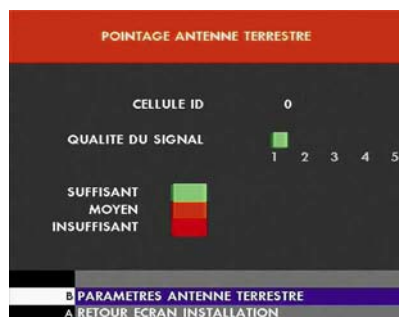 POINTAGE ANTENNE TERRESTRE
CELLULE ID 0
QUALITE DU SIGNAL
1 2 3 4 5
SUFFISANT
MOYEN
INSUFFISANT
B PARAMETRES ANTENNE TERRESTRE
A RETOUR ECRAN INSTALLATION